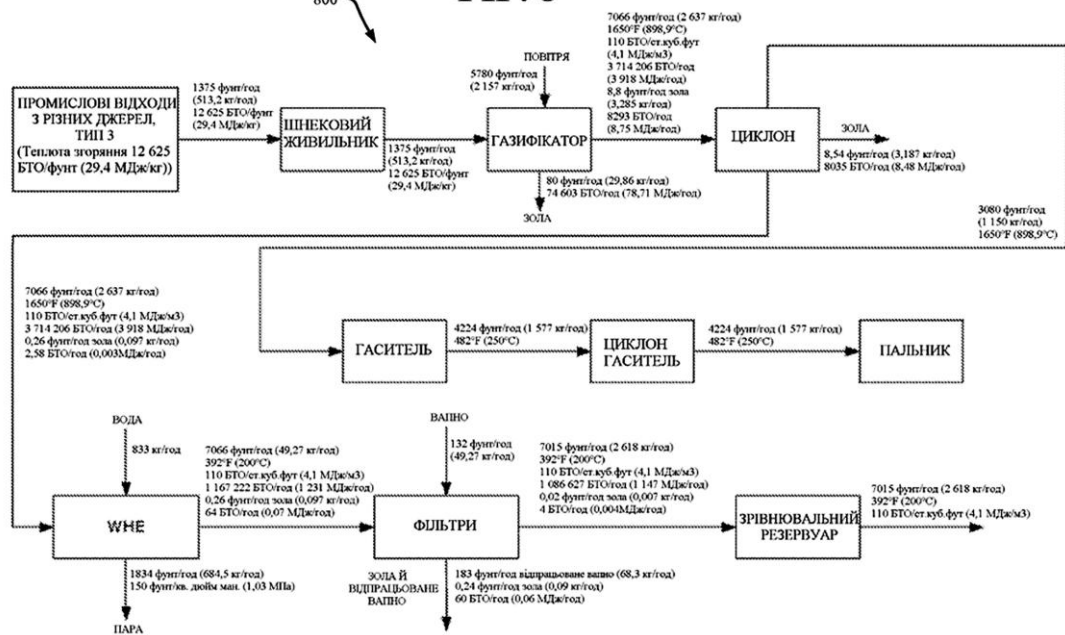 800
7066 фунт/год (2 637 кг/год)
1650°F (898,9°C)
110 БТО/ст.куб.фут
(4,1 МДж/м3)
3 714 206 БТО/год
(3 918 МДж/год)
8,8 фунт/год зола
(3,285 кг/год)
8293 БТО/год
(8,75 МДж/год)
ПОВІТРЯ
5780 фунт/год
(2 157 кг/год)
1375 фунт/год
(513,2 кг/год)
12 625 БТО/фунт
(29,4 МДж/кг)
ПРОМИСЛОВІ ВІДХОДИ
З РІЗНИХ ДЖЕРЕЛ,
ТИП 3
(Теплота згоряння 12 625
БТО/фунт (29,4 МДж/кг))
ШНЕКОВИЙ
ЖИВИЛЬНИК
1375 фунт/год
(513,2 кг/год)
12 625 БТО/фунт
(29,4 МДж/кг)
ГАЗИФІКАТОР
ЦИКЛОН
ЗОЛА
8,54 фунт/год (3,187 кг/год)
8035 БТО/год (8,48 МДж/год)
80 фунт/год (29,86 кг/год)
74 603 БТО/год (78,71 МДж/год)
ЗОЛА
3080 фунт/год
(1 150 кг/год)
1650°F (898,9°C)
7066 фунт/год (2 637 кг/год)
1650°F (898,9°C)
110 БТО/ст.куб.фут (4,1 МДж/м3)
3 714 206 БТО/год (3 918 МДж/год)
0,26 фунт/год зола (0,097 кг/год)
2,58 БТО/год (0,003МДж/год)
ГАСИТЕЛЬ
4224 фунт/год (1 577 кг/год)
482°F (250°C)
ЦИКЛОН
ГАСИТЕЛЬ
4224 фунт/год (1 577 кг/год)
482°F (250°C)
ПАЛЬНИК
ВОДА
833 кг/год
7066 фунт/год (49,27 кг/год)
392°F (200°C)
110 БТО/ст.куб.фут (4,1 МДж/м3)
1 167 222 БТО/год (1 231 МДж/год)
0,26 фунт/год зола (0,097 кг/год)
64 БТО/год (0,07 МДж/год)
ВАПНО
132 фунт/год
(49,27 кг/год)
7015 фунт/год (2 618 кг/год)
392°F (200°C)
110 БТО/ст.куб.фут (4,1 МДж/м3)
1 086 627 БТО/год (1 147 МДж/год)
0,02 фунт/год зола (0,007 кг/год)
4 БТО/год (0,004МДж/год)
7015 фунт/год (2 618 кг/год)
392°F (200°C)
110 БТО/ст.куб.фут (4,1 МДж/м3)
WHE
ФІЛЬТРИ
ЗРІВНЮВАЛЬНИЙ
РЕЗЕРВУАР
1834 фунт/год (684,5 кг/год)
150 фунт/кв. дюйм ман. (1,03 МПа)
ПАРА
ЗОЛА Й
ВІДПРАЦЬОВАНЕ
ВАПНО
183 фунт/год відпрацьоване вапно (68,3 кг/год)
0,24 фунт/год зола (0,09 кг/год)
60 БТО/год (0,06 МДж/год)